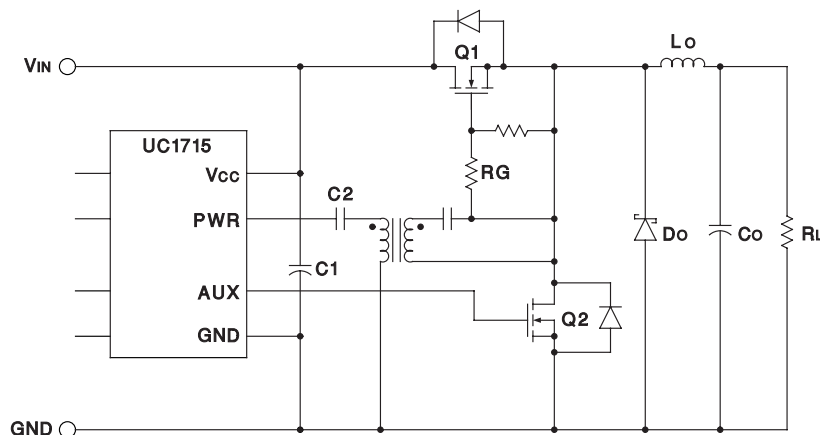 Q1
LO
VIN
UC1715
VCC
RG
C2
PWR
DO
CO
RL
C1
AUX
Q2
GND
GND